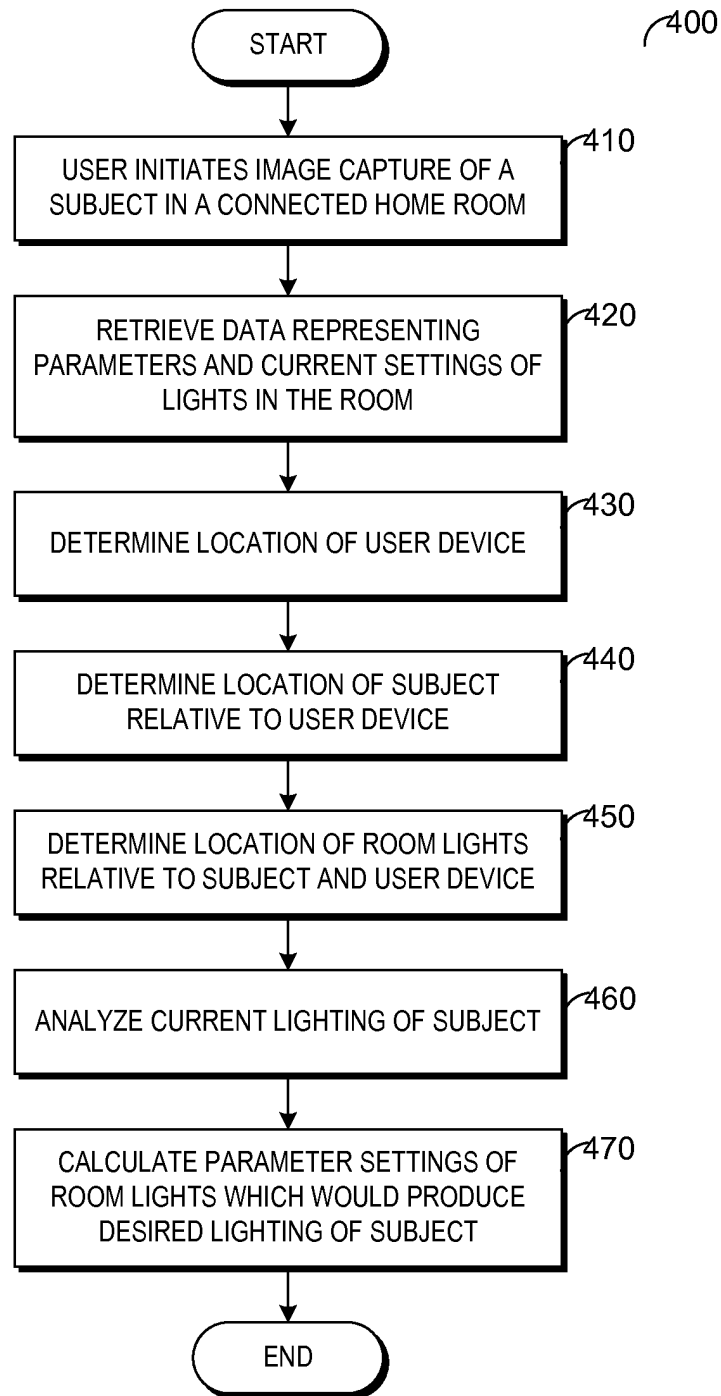 START
400
410
USER INITIATES IMAGE CAPTURE OF A
SUBJECT IN A CONNECTED HOME ROOM
420
RETRIEVE DATA REPRESENTING
PARAMETERS AND CURRENT SETTINGS OF
LIGHTS IN THE ROOM
430
DETERMINE LOCATION OF USER DEVICE
440
DETERMINE LOCATION OF SUBJECT
RELATIVE TO USER DEVICE
450
DETERMINE LOCATION OF ROOM LIGHTS
RELATIVE TO SUBJECT AND USER DEVICE
460
ANALYZE CURRENT LIGHTING OF SUBJECT
470
CALCULATE PARAMETER SETTINGS OF
ROOM LIGHTS WHICH WOULD PRODUCE
DESIRED LIGHTING OF SUBJECT
END